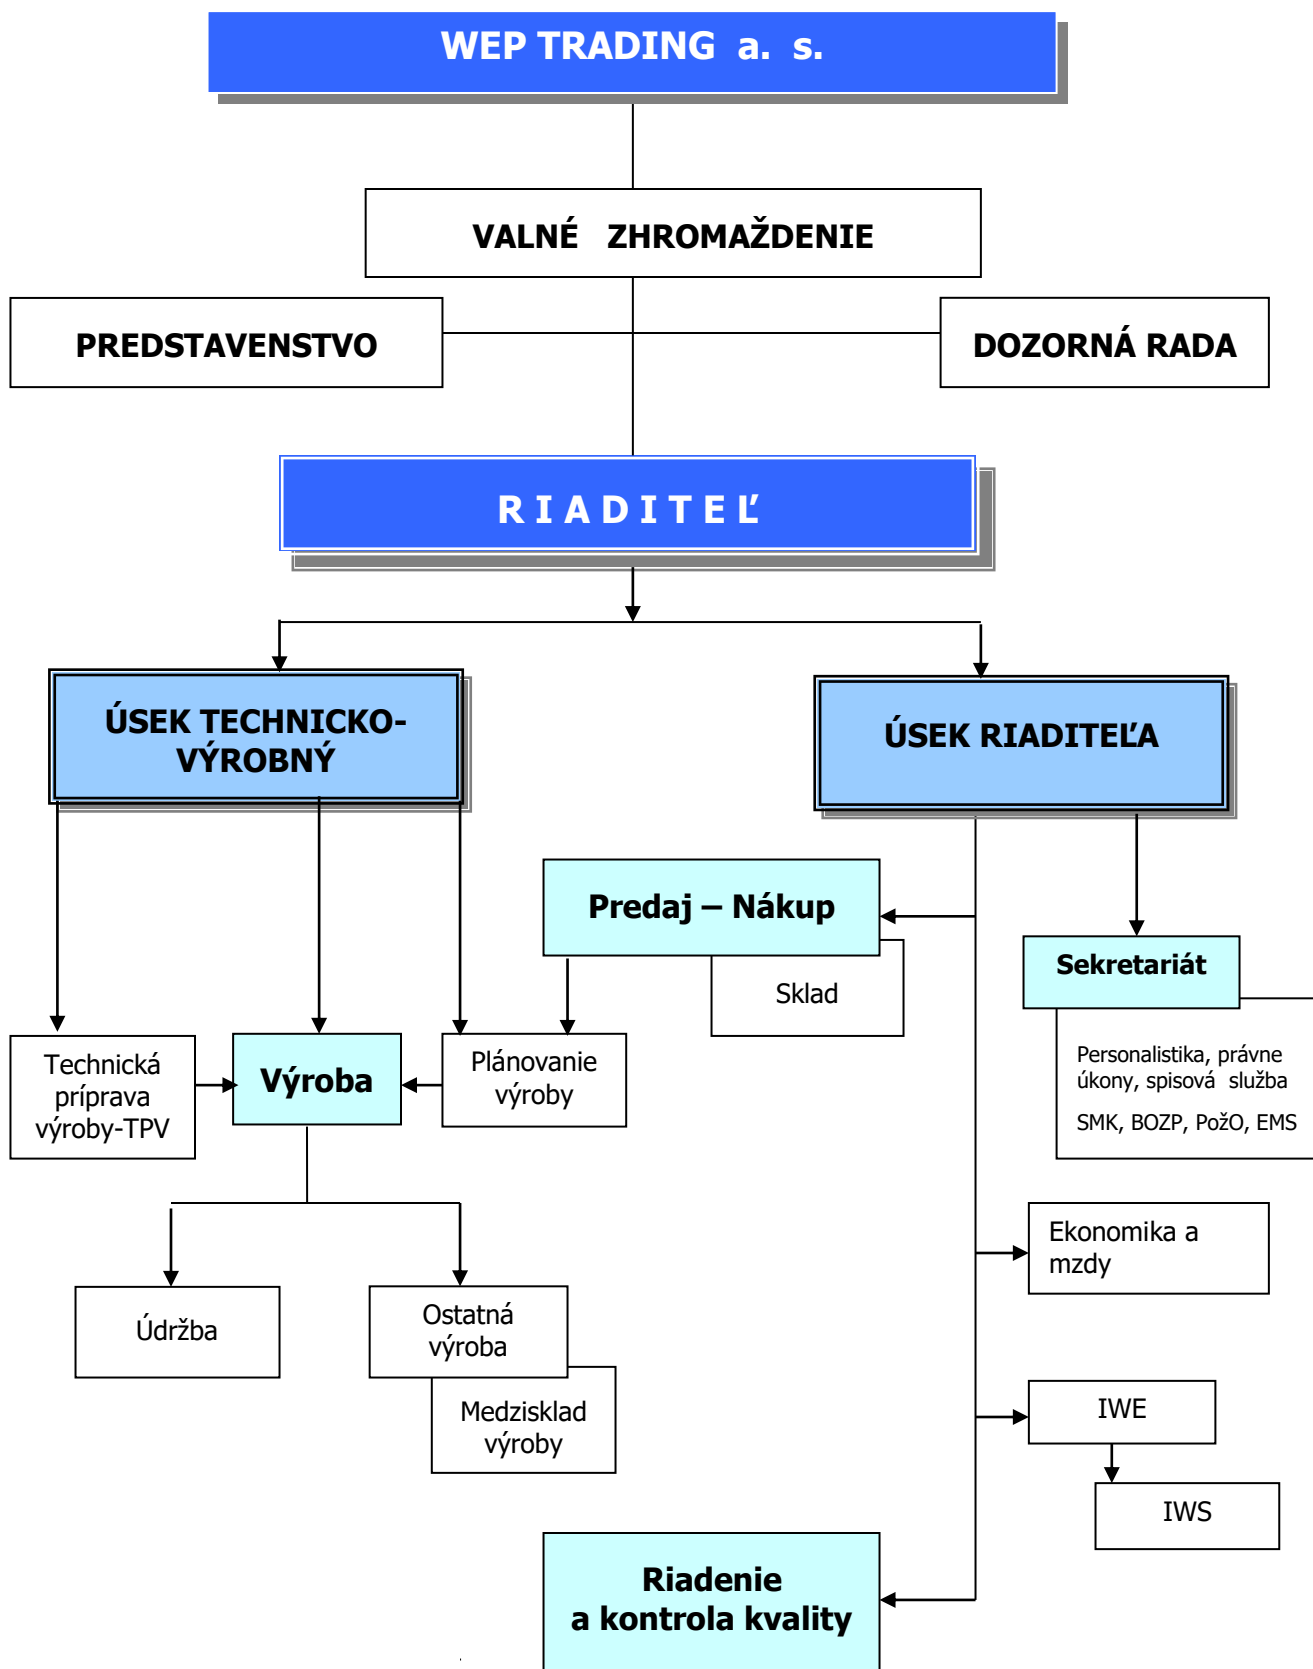 WEP TRADING a. s.
VALNÉ ZHROMAŽDENIE
PREDSTAVENSTVO
DOZORNÁ RADA
R I A D I T E Ľ
ÚSEK TECHNICKO-
VÝROBNÝ
ÚSEK RIADITEĽA
Predaj – Nákup
Sklad
Sekretariát
Personalistika, právne
úkony, spisová služba
SMK, BOZP, PožO, EMS
Technická
príprava
výroby-TPV
Výroba
Plánovanie
výroby
Ekonomika a
mzdy
Údržba
Ostatná
výroba
Medzisklad
výroby
IWE
IWS
Riadenie
a kontrola kvality